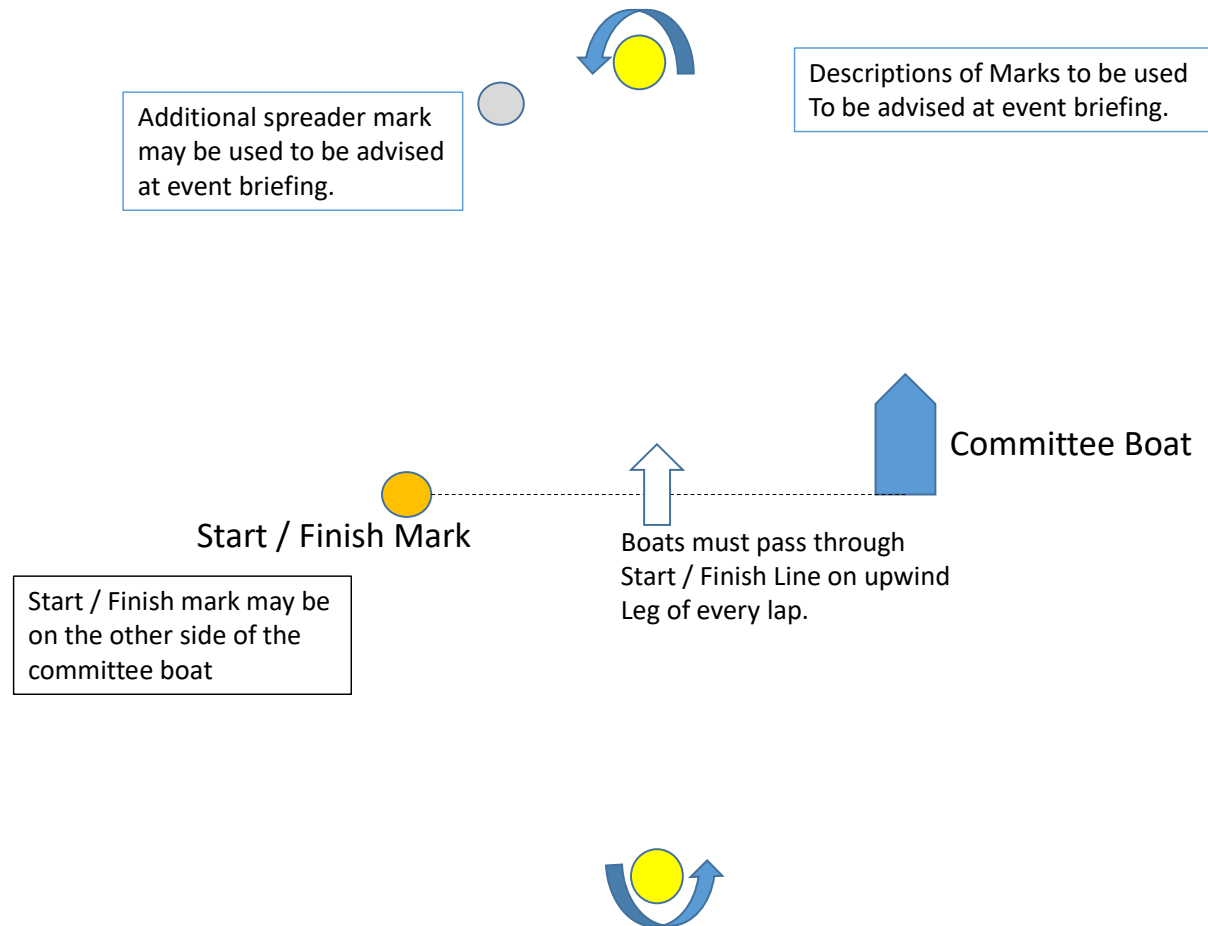 Descriptions of Marks to be used
To be advised at event briefing.
Additional spreader mark
may be used to be advised
at event briefing.
Committee Boat
Start / Finish Mark
Boats must pass through
Start / Finish Line on upwind
Leg of every lap.
Start / Finish mark may be
on the other side of the
committee boat